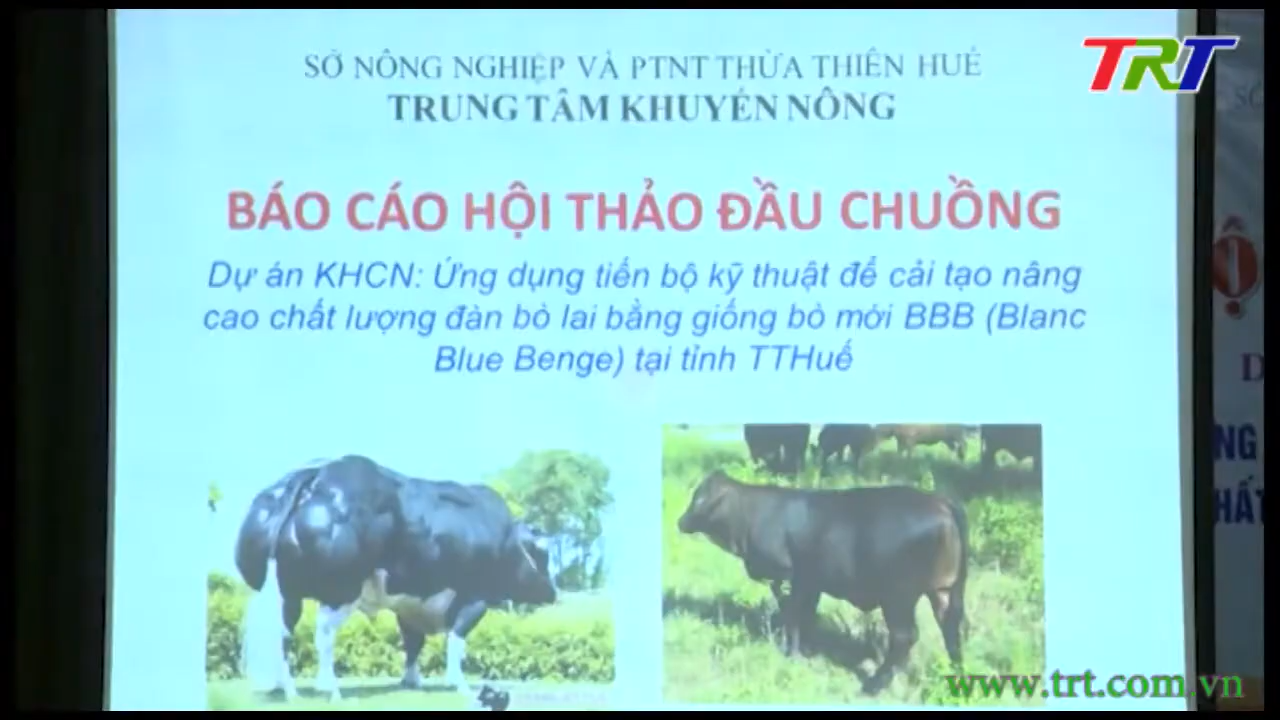 TRT
SỞ NÔNG NGHIỆP VÀ PTNT THỪA THIÊN HUẾ
TRUNG TÂM KHUYẾN NÔNG
BÁO CÁO HỘI THẢO ĐẦU CHUỒNG
Dự án KHCN: Ứng dụng tiến bộ kỹ thuật để cải tạo nâng
cao chất lượng đàn bò lai bằng giống bò mới BBB (Blanc
Blue Benge) tại tỉnh TTHuế
www.trt.com.vn